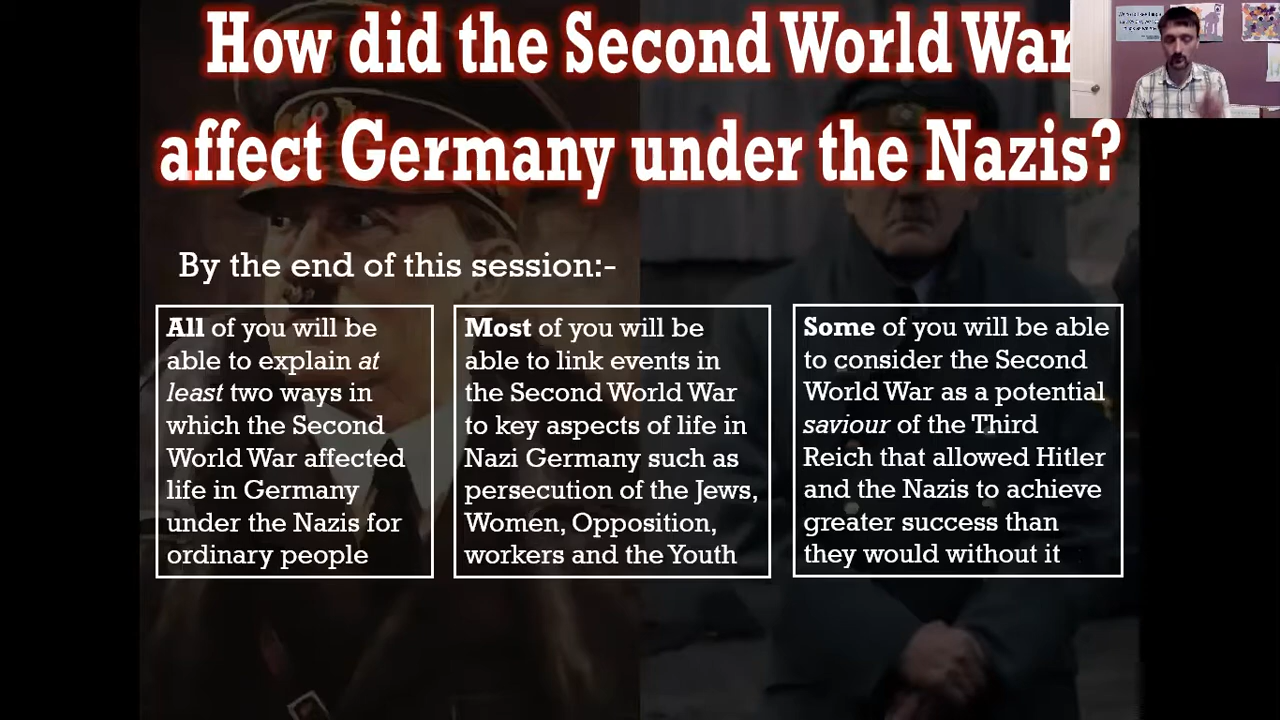 How did the Second World War
affect Germany under the Nazis?
By the end of this session:-
All of you will be
able to explain at
least two ways in
which the Second
World War affected
life in Germany
under the Nazis for
ordinary people
Most of you will be
able to link events in
the Second World War
to key aspects of life in
Nazi Germany such as
persecution of the Jews,
Women, Opposition,
workers and the Youth
Some of you will be able
to consider the Second
World War as a potential
saviour of the Third
Reich that allowed Hitler
and the Nazis to achieve
greater success than
they would without it